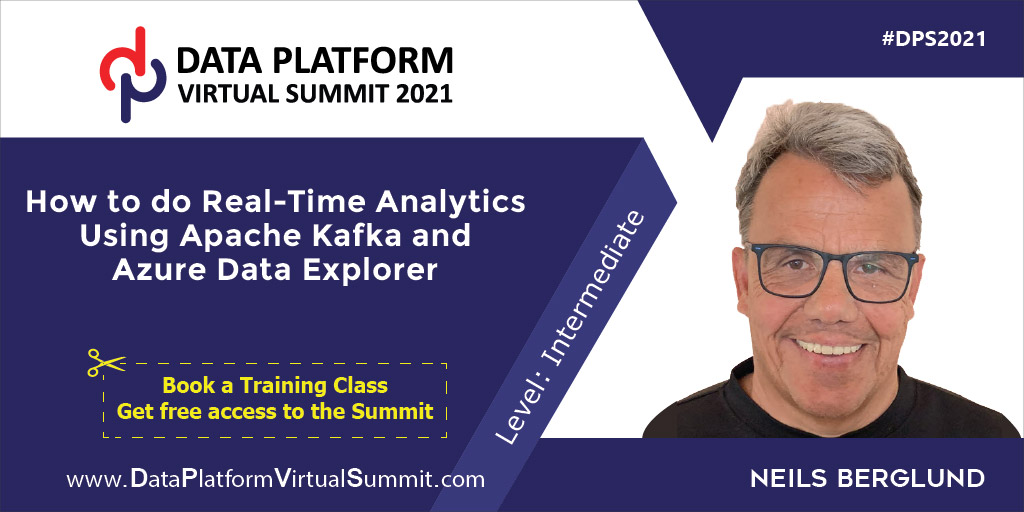 DATA PLATFORM
VIRTUAL SUMMIT 2021
#DPS2021
How to do Real-Time Analytics
Using Apache Kafka and
Azure Data Explorer
Level: Intermediate
Book a Training Class
Get free access to the Summit
www.DataPlatformVirtualSummit.com
NEILS BERGLUND